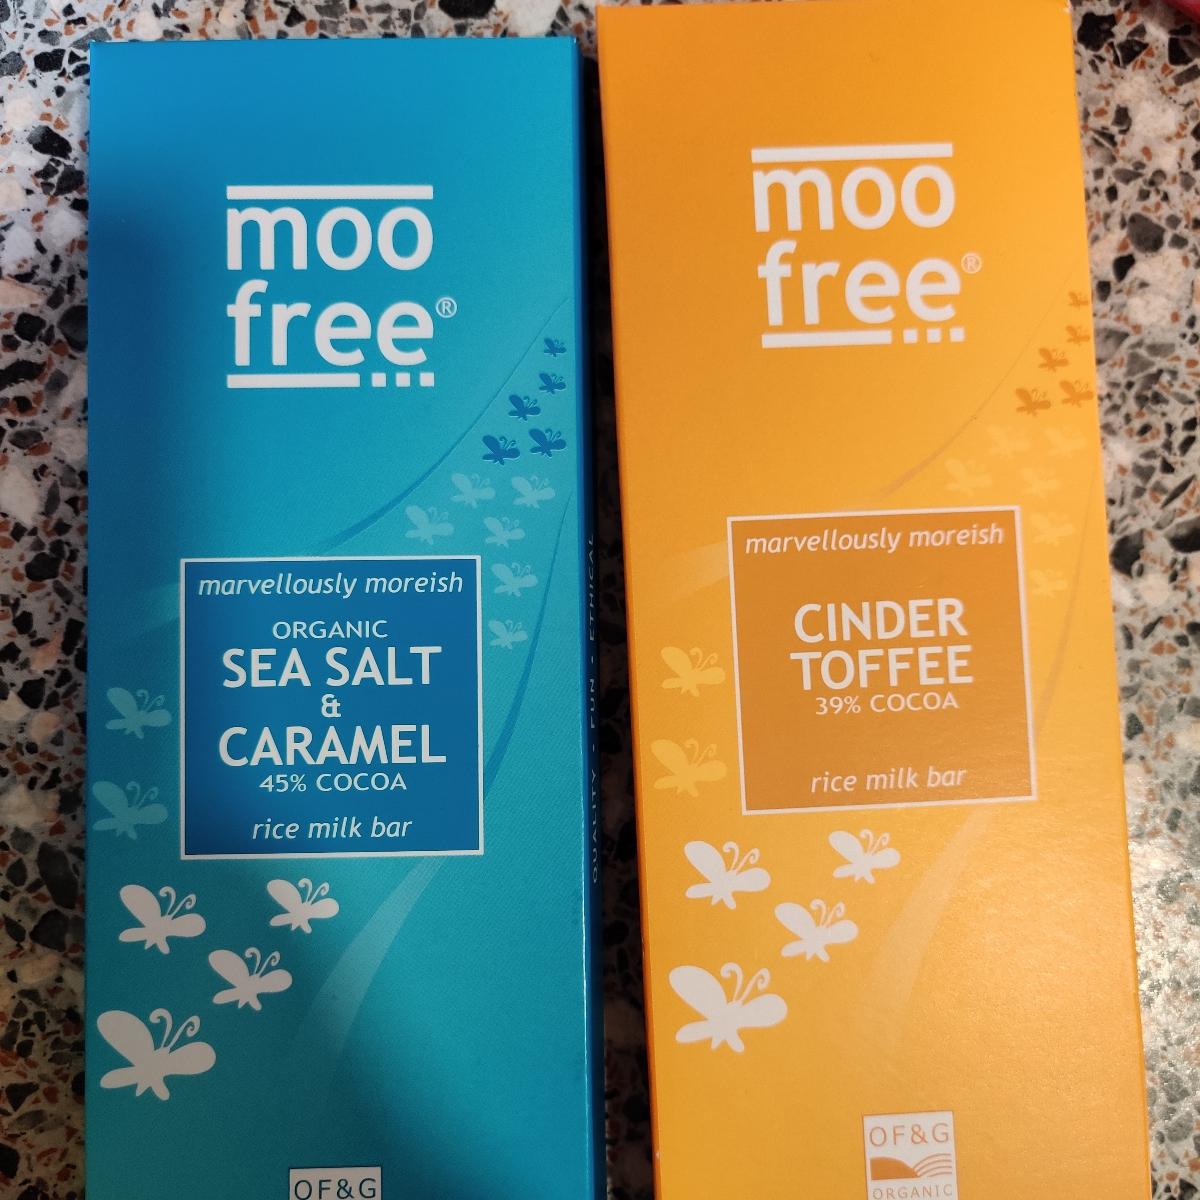 moo
free®
marvellously moreish
ORGANIC
SEA SALT
&
CARAMEL
45% COCOA
rice milk bar
OF&G
QUALITY • FUN • ETHICAL
moo
free®
marvellously moreish
CINDER
TOFFEE
39% COCOA
rice milk bar
OF&G
ORGANIC